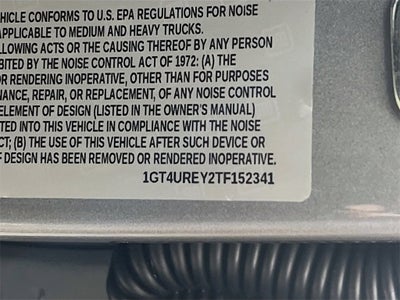 VEHICLE CONFORMS TO U.S. EPA REGULATIONS FOR NOISE
APPLICABLE TO MEDIUM AND HEAVY TRUCKS.
LLOWING ACTS OR THE CAUSING THEREOF BY ANY PERSON
IBITED BY THE NOISE CONTROL ACT OF 1972: (A) THE
OR RENDERING INOPERATIVE, OTHER THAN FOR PURPOSES
NANCE, REPAIR, OR REPLACEMENT, OF ANY NOISE CONTROL
ELEMENT OF DESIGN (LISTED IN THE OWNER'S MANUAL)
TED INTO THIS VEHICLE IN COMPLIANCE WITH THE NOISE
CT; (B) THE USE OF THIS VEHICLE AFTER SUCH DEVICE OR
F DESIGN HAS BEEN REMOVED OR RENDERED INOPERATIVE.
1GT4UREY2TF152341